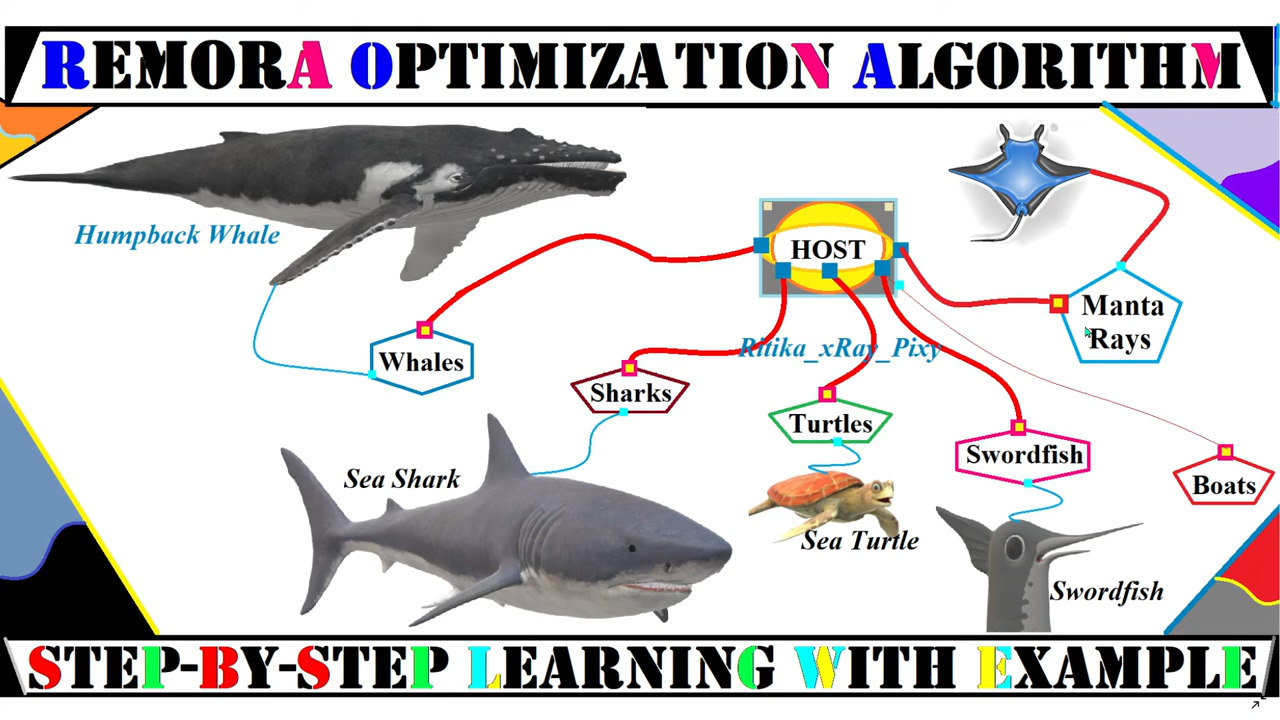 REMORA OPTIMIZATION ALGORITHM
Humpback Whale
HOST
Manta
Rays
Ritika_xRay_Pixy
Whales
Sharks
Turtles
Swordfish
Boats
Sea Shark
Sea Turtle
Swordfish
STEP-BY-STEP LEARNING WITH EXAMPLE